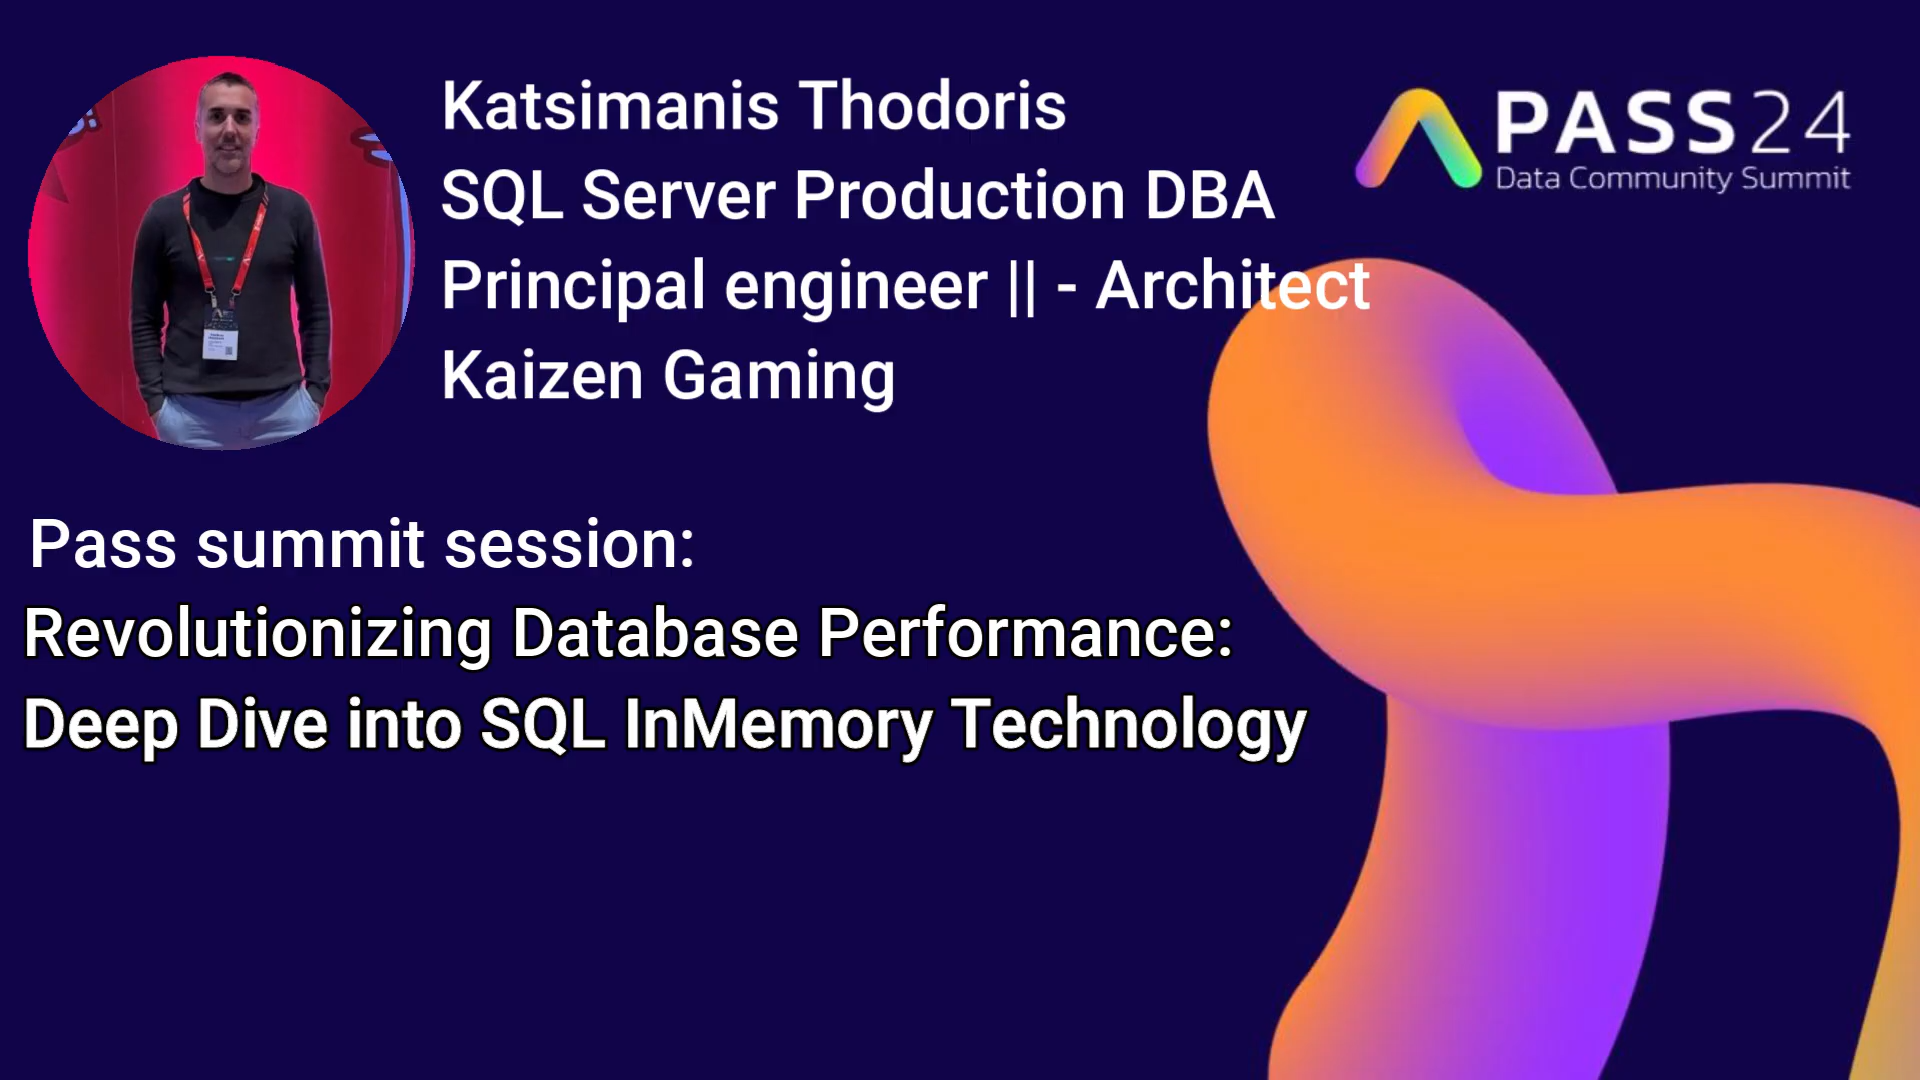 Katsimanis Thodoris
SQL Server Production DBA
Principal engineer || - Architect
Kaizen Gaming
PASS24
Data Community Summit
Pass summit session:
Revolutionizing Database Performance:
Deep Dive into SQL InMemory Technology